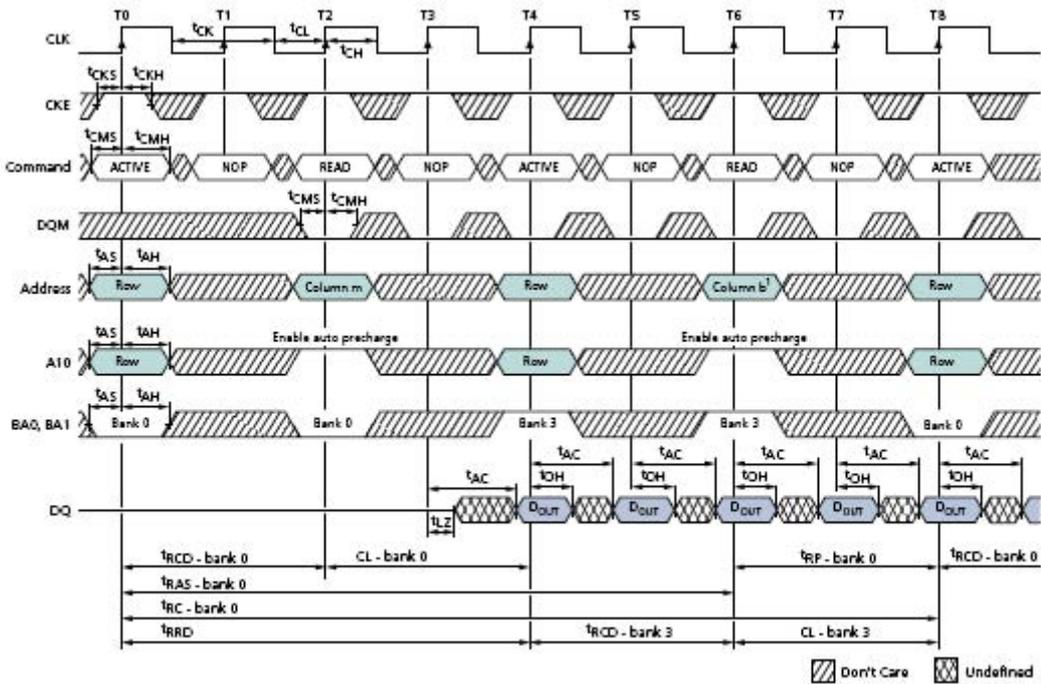 T0 T1 T2 T3 T4 T5 T6 T7 T8
CLK
tCK tCL
tCH
tCKS tCKH
CKE
tCMS tCMH
Command ACTIVE NOP READ NOP ACTIVE NOP READ NOP ACTIVE
tCMS tCMH
DQM
tAS tAH
Address Row Column m Row Column b1 Row
tAS tAH Enable auto precharge Enable auto precharge
A10 Row Row Row
tAS tAH
BA0, BA1 Bank 0 Bank 0 Bank 3 Bank 3 Bank 0
tAC tAC tAC tAC tAC tAC
tOH tOH tOH tOH tOH
DQ DOUT DOUT DOUT DOUT DOUT
tLZ
tRCD - bank 0 CL - bank 0 tRP - bank 0 tRCD - bank 0
tRAS - bank 0
tRC - bank 0
tRRD tRCD - bank 3 CL - bank 3
Don't Care Undefined